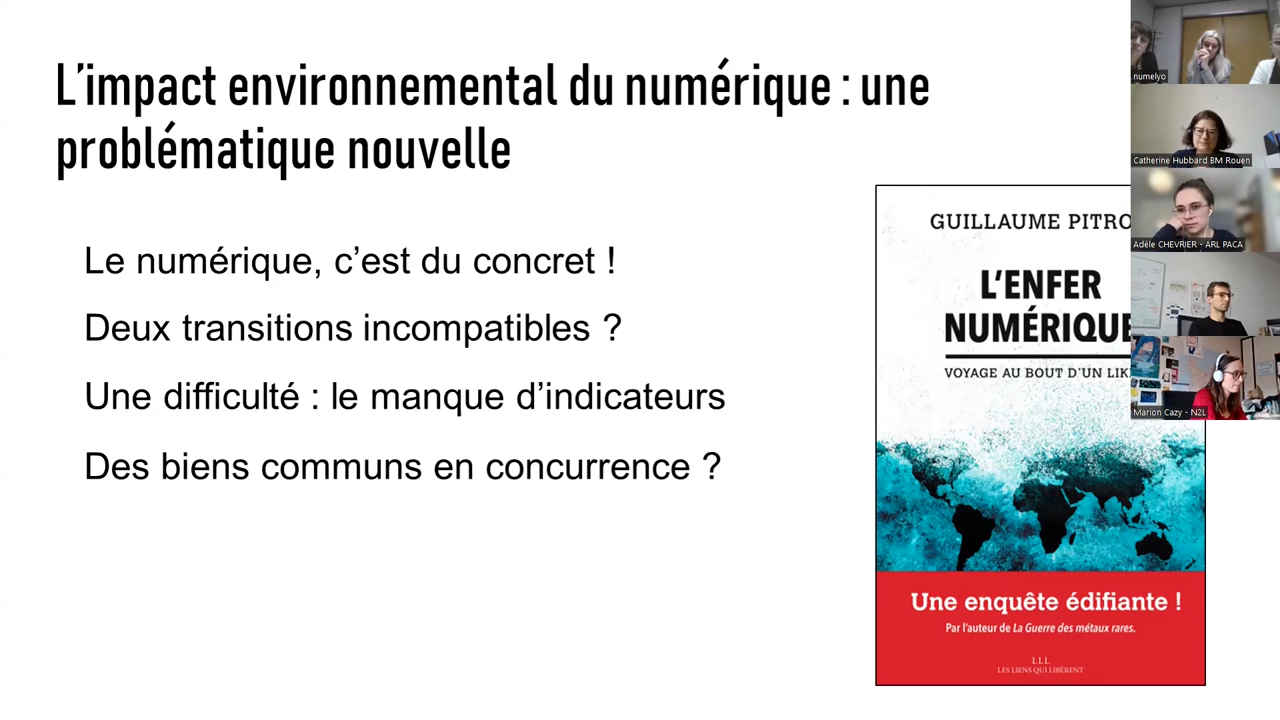 L'impact environnemental du numérique : une
problématique nouvelle
Le numérique, c'est du concret !
Deux transitions incompatibles ?
Une difficulté : le manque d'indicateurs
Des biens communs en concurrence ?
GUILLAUME PITRO
L'ENFER
NUMÉRIQUE
VOYAGE AU BOUT D'UN LIK
Une enquête édifiante !
Par l'auteur de La Guerre des métaux rares.
LLL
LES LIENS QUI LIBÈRENT
numelyo
Catherine Hubbard BM Rouen
Adèle CHEVRIER - ARL PACA
Marion Cazy - N2L